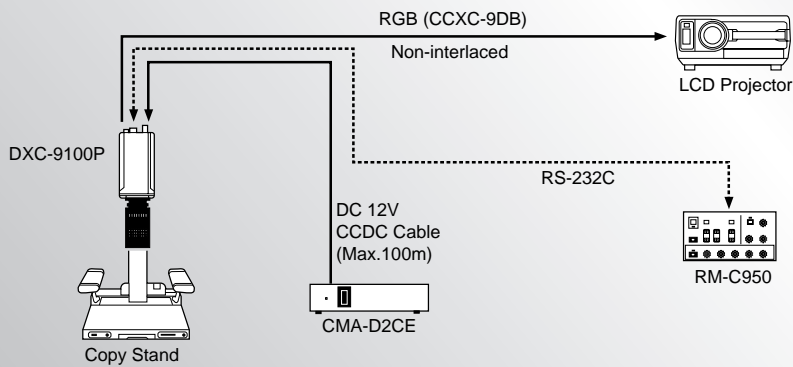 RGB (CCXC-9DB)
Non-interlaced
LCD Projector
DXC-9100P
RS-232C
DC 12V
CCDC Cable
(Max.100m)
RM-C950
CMA-D2CE
Copy Stand